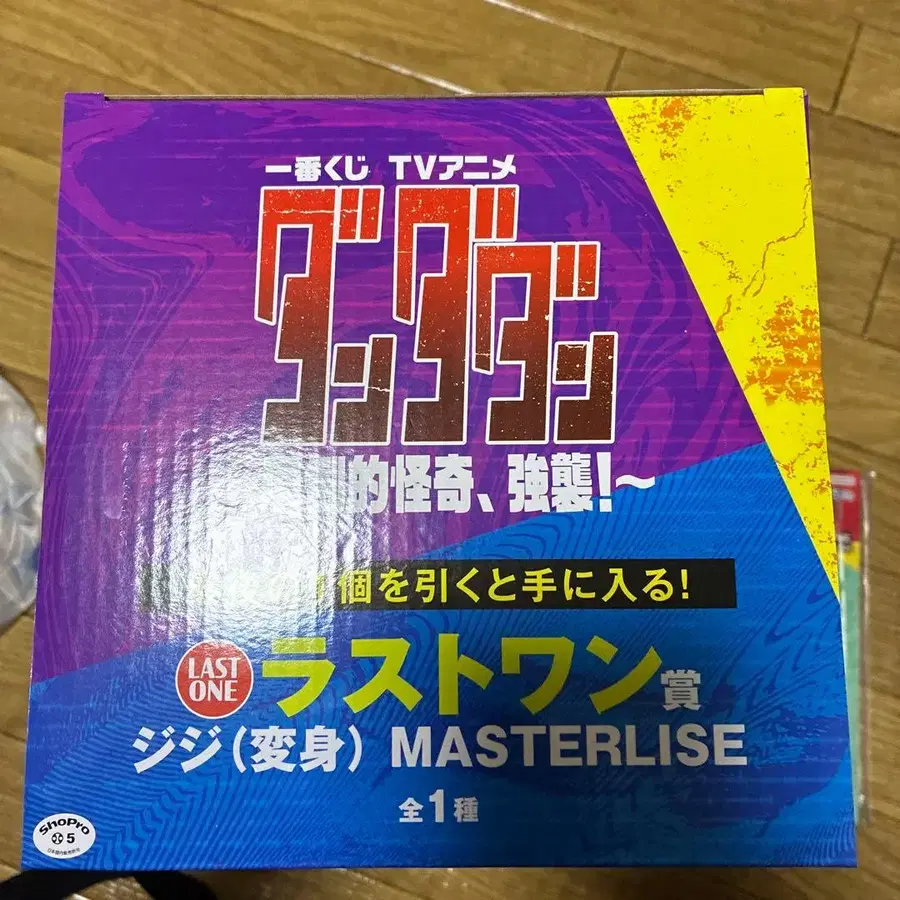 一番くじ TVアニメ
ダンダダン
的怪奇、強襲!~
個を引くと手に入る!
LAST
ONE
ラストワン賞
ジジ(変身) MASTERLISE
全1種
ShoPro
5